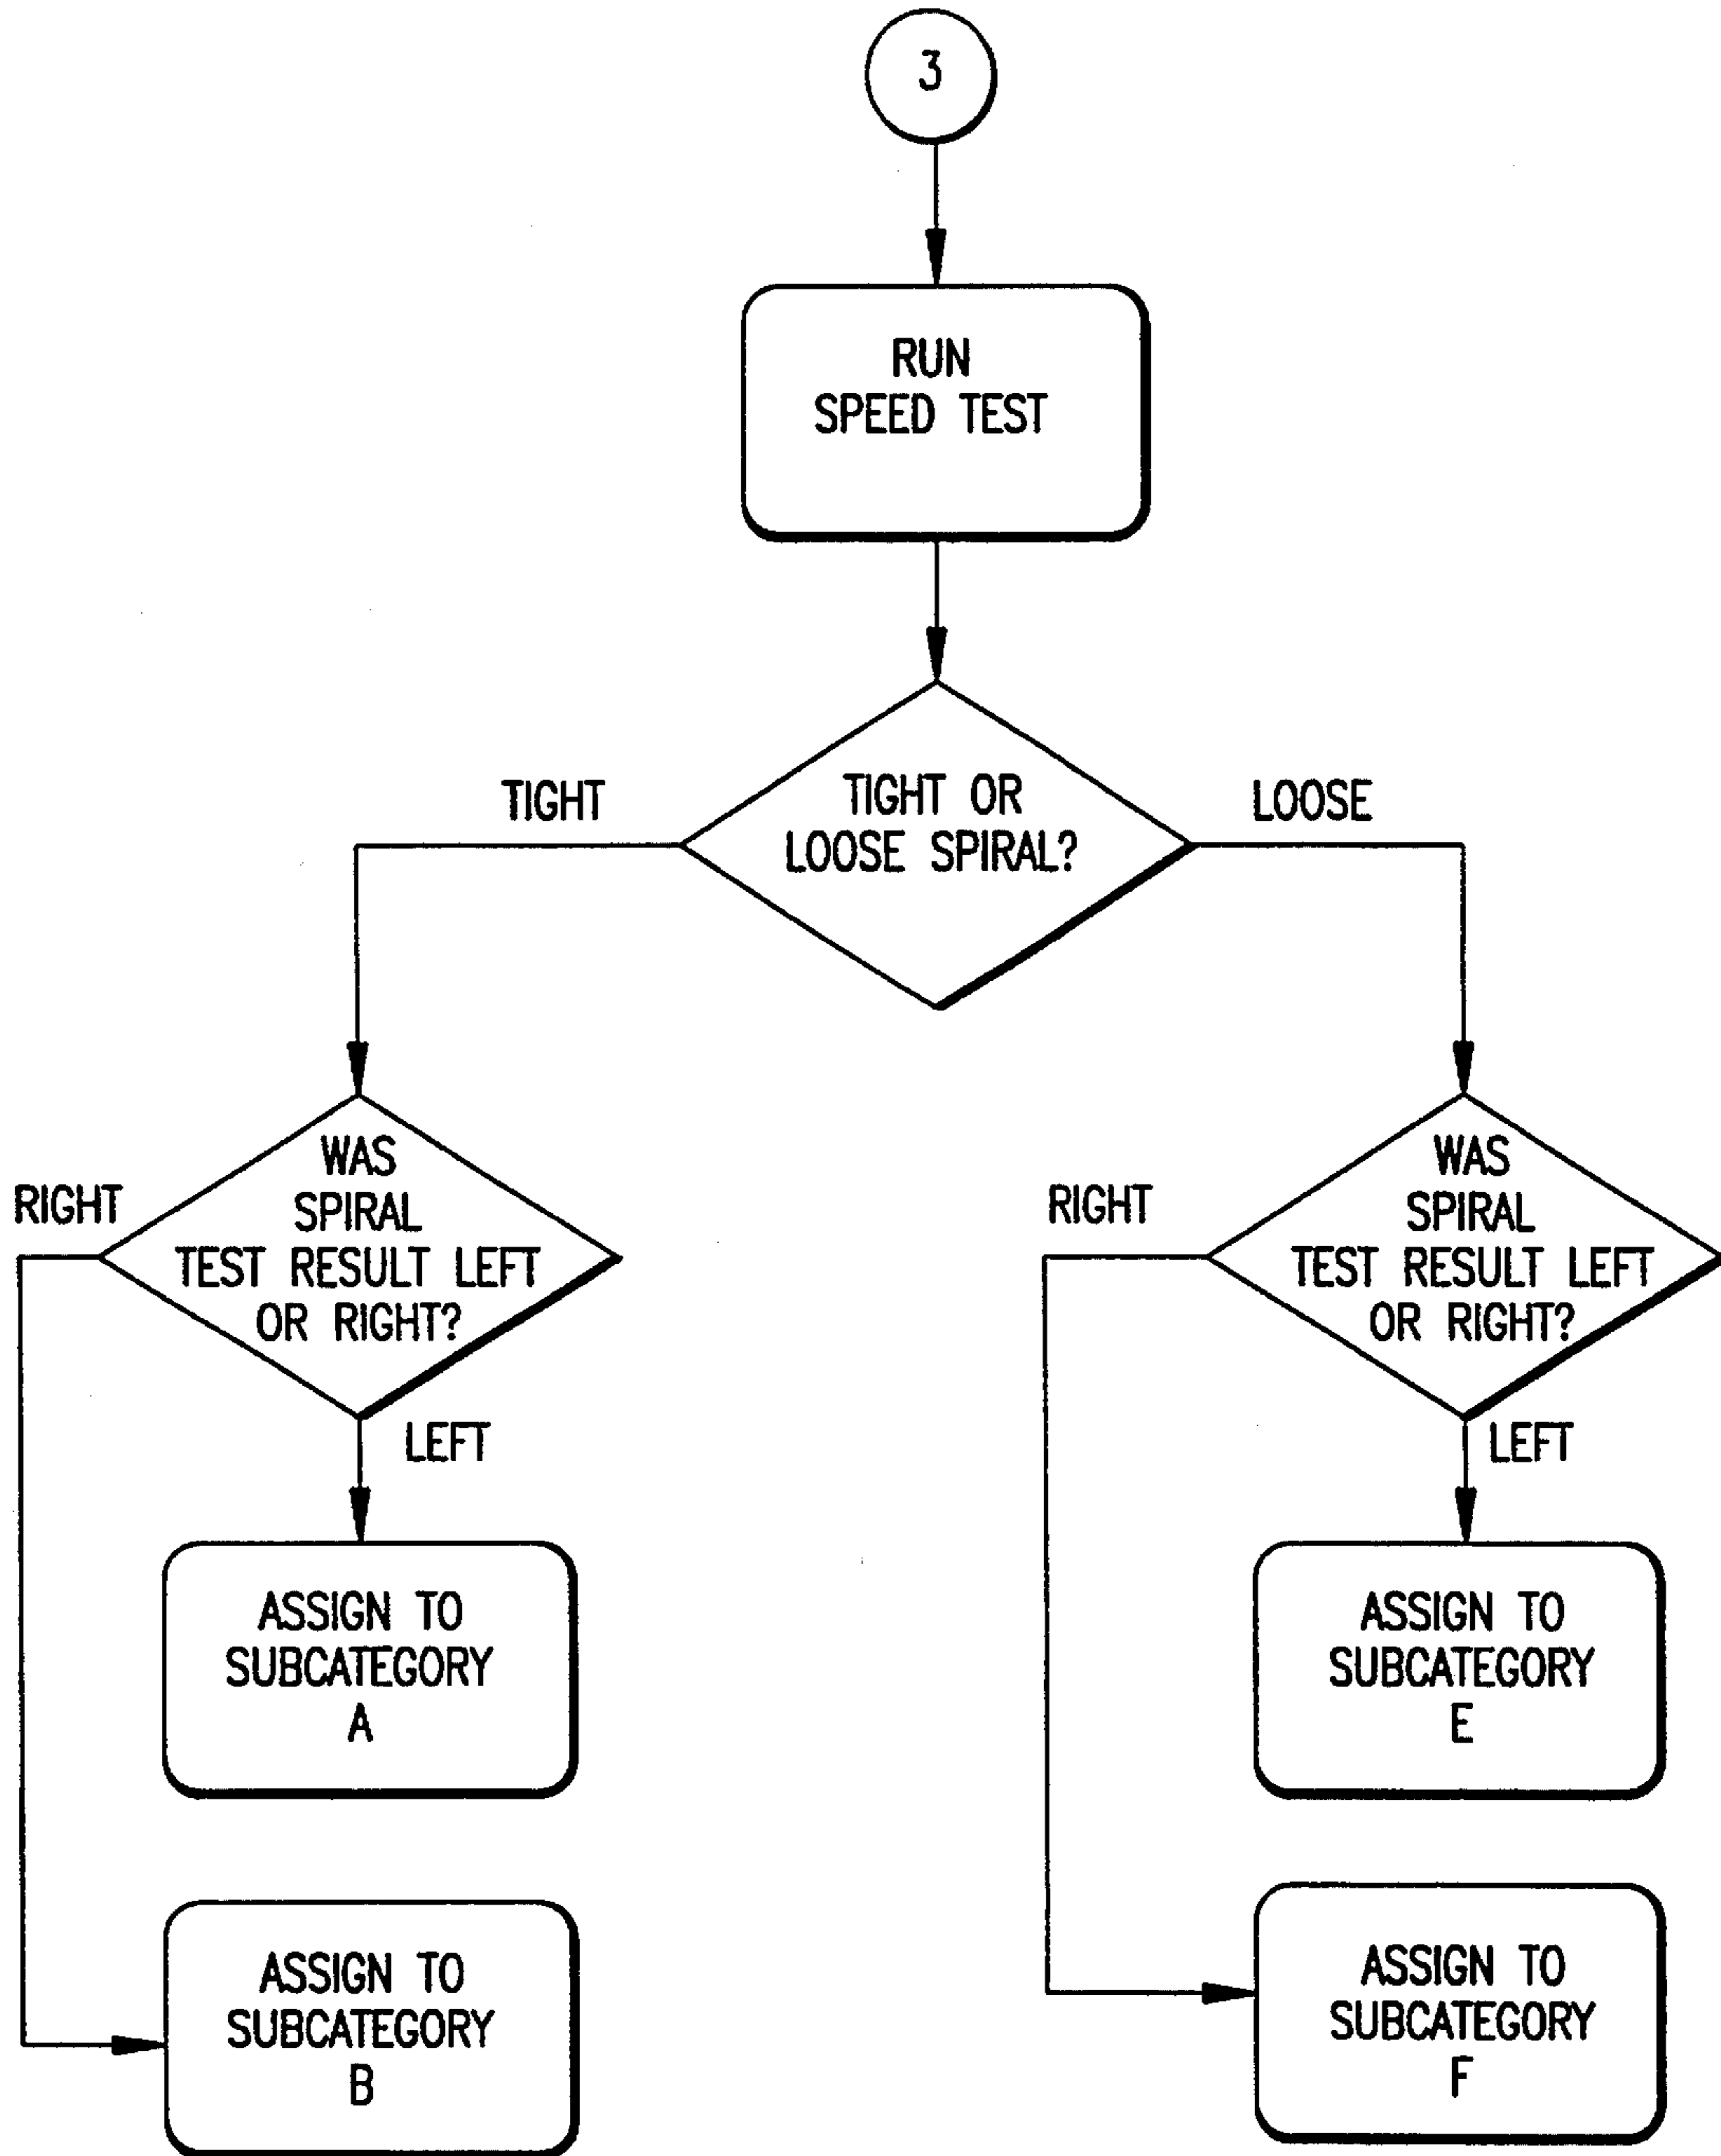 3
RUN
SPEED TEST
TIGHT
TIGHT OR
LOOSE SPIRAL?
LOOSE
RIGHT
WAS
SPIRAL
TEST RESULT LEFT
OR RIGHT?
LEFT
ASSIGN TO
SUBCATEGORY
A
ASSIGN TO
SUBCATEGORY
B
RIGHT
WAS
SPIRAL
TEST RESULT LEFT
OR RIGHT?
LEFT
ASSIGN TO
SUBCATEGORY
E
ASSIGN TO
SUBCATEGORY
F